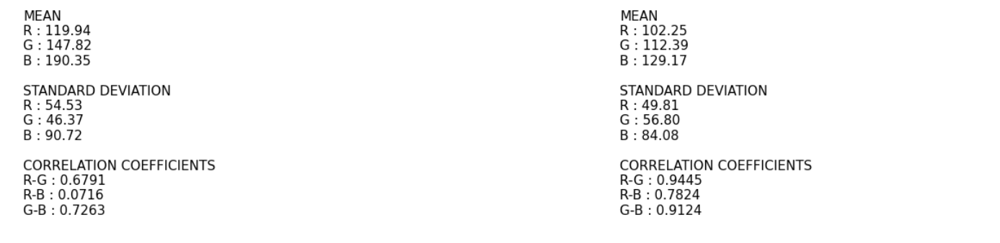 MEAN
R : 119.94
G : 147.82
B : 190.35
STANDARD DEVIATION
R : 54.53
G : 46.37
B : 90.72
CORRELATION COEFFICIENTS
R-G : 0.6791
R-B : 0.0716
G-B : 0.7263
MEAN
R : 102.25
G : 112.39
B : 129.17
STANDARD DEVIATION
R : 49.81
G : 56.80
B : 84.08
CORRELATION COEFFICIENTS
R-G : 0.9445
R-B : 0.7824
G-B : 0.9124